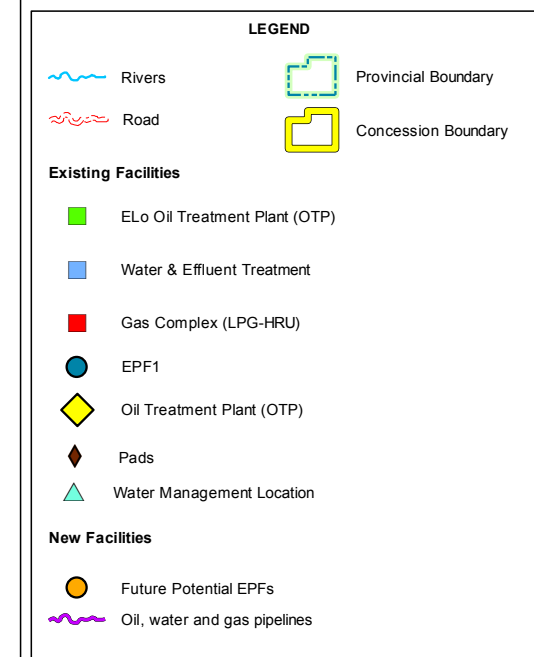 LEGEND
Rivers
Provincial Boundary
Road
Concession Boundary
Existing Facilities
ELo Oil Treatment Plant (OTP)
Water & Effluent Treatment
Gas Complex (LPG-HRU)
EPF1
Oil Treatment Plant (OTP)
Pads
Water Management Location
New Facilities
Future Potential EPFs
Oil, water and gas pipelines